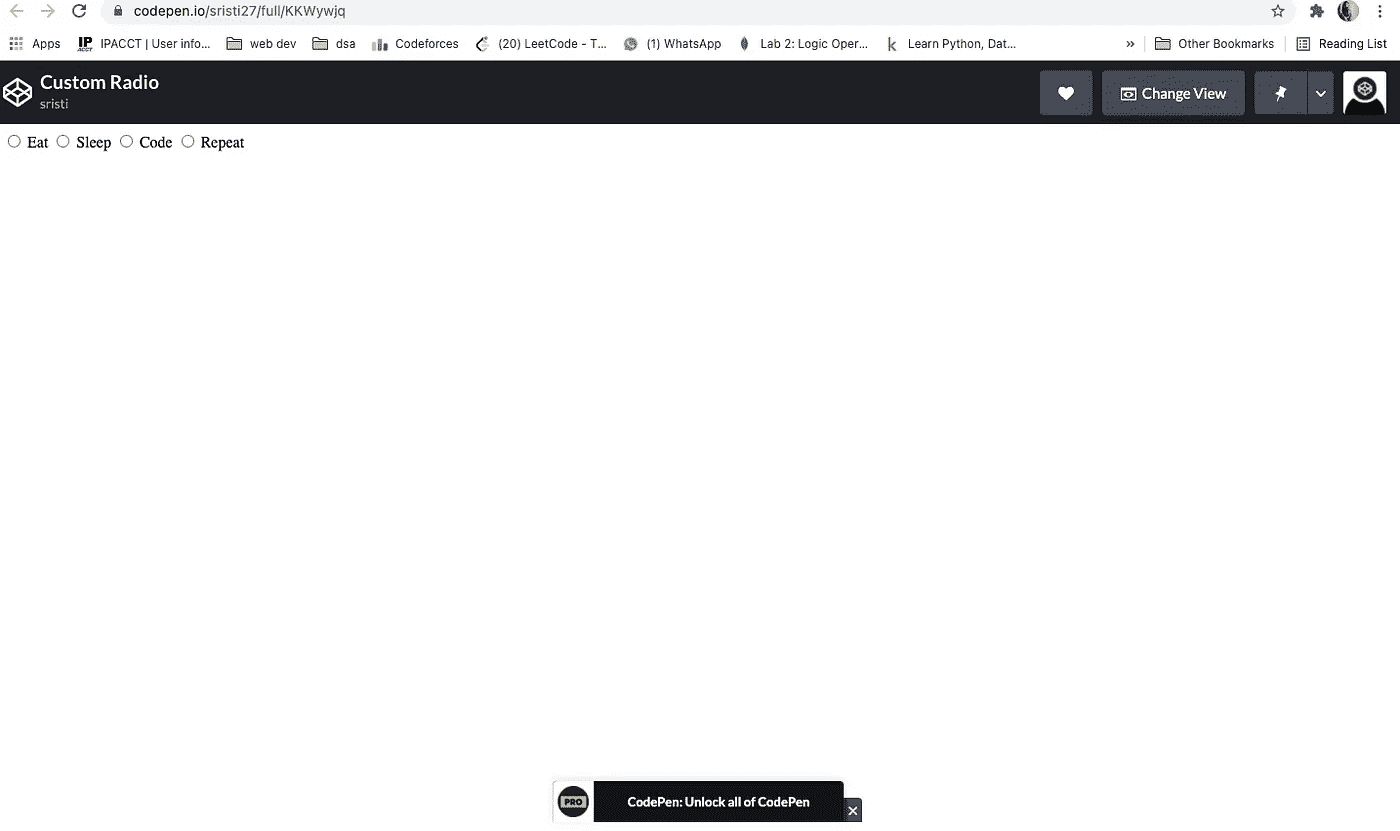 codepen.io/sristi27/full/KKWywjq
Apps IPACCT | User info... web dev dsa Codeforces (20) LeetCode - T... (1) WhatsApp Lab 2: Logic Oper... k Learn Python, Dat... » Other Bookmarks Reading List
Custom Radio
sristi
Change View
Eat Sleep Code Repeat
PRO CodePen: Unlock all of CodePen